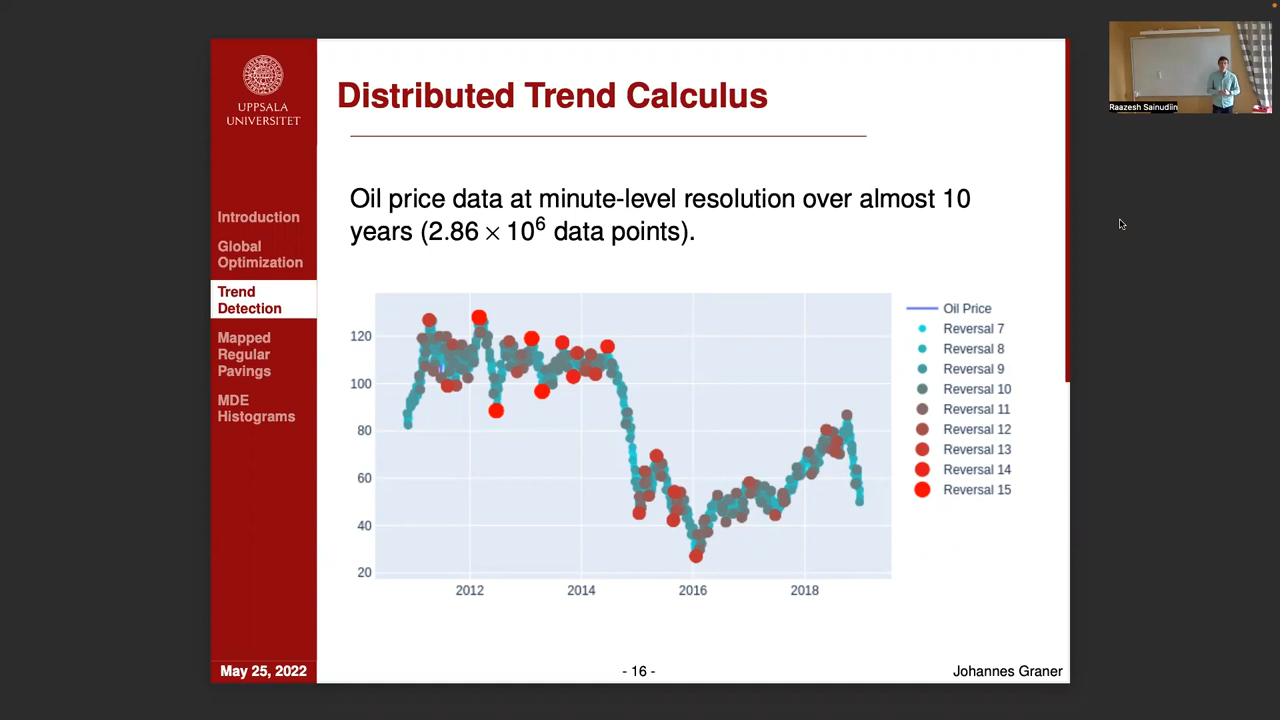 UPPSALA
UNIVERSITET
Introduction
Global
Optimization
Trend
Detection
Mapped
Regular
Pavings
MDE
Histograms
May 25, 2022
Distributed Trend Calculus
Oil price data at minute-level resolution over almost 10
years (2.86 × 10⁶ data points).
120
100
80
60
40
20
2012 2014 2016 2018
Oil Price
Reversal 7
Reversal 8
Reversal 9
Reversal 10
Reversal 11
Reversal 12
Reversal 13
Reversal 14
Reversal 15
- 16 -
Johannes Graner
Raazesh Sainudiin